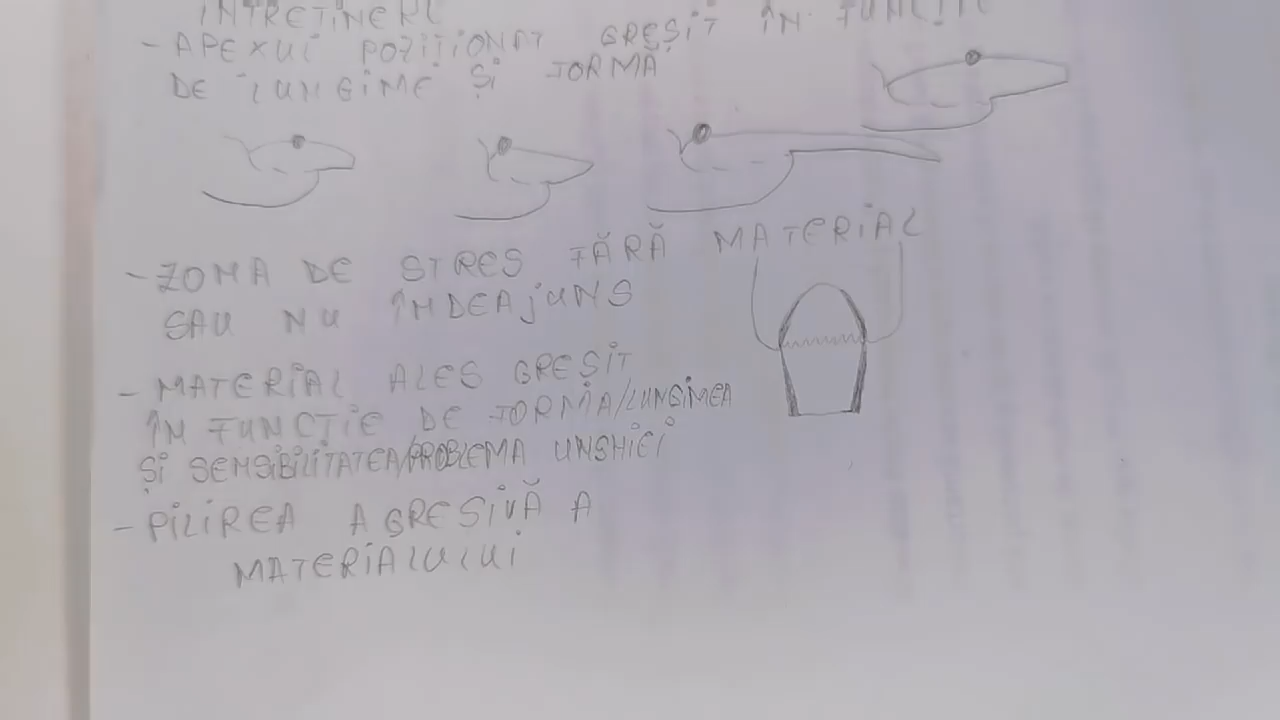 ÎNTREȚINERE
- APEXUL POZIȚIONAT GREȘIT ÎN FUNCȚIE
DE LUNGIME ȘI FORMĂ
- ZONA DE STRES FĂRĂ MATERIAL
SAU NU ÎNDEAJUNS
- MATERIAL ALES GREȘIT
ÎN FUNCȚIE DE FORMA/LUNGIMEA
ȘI SENSIBILITATEA/PROBLEMA UNGHIEI
- PILIREA AGRESIVĂ A
MATERIALULUI